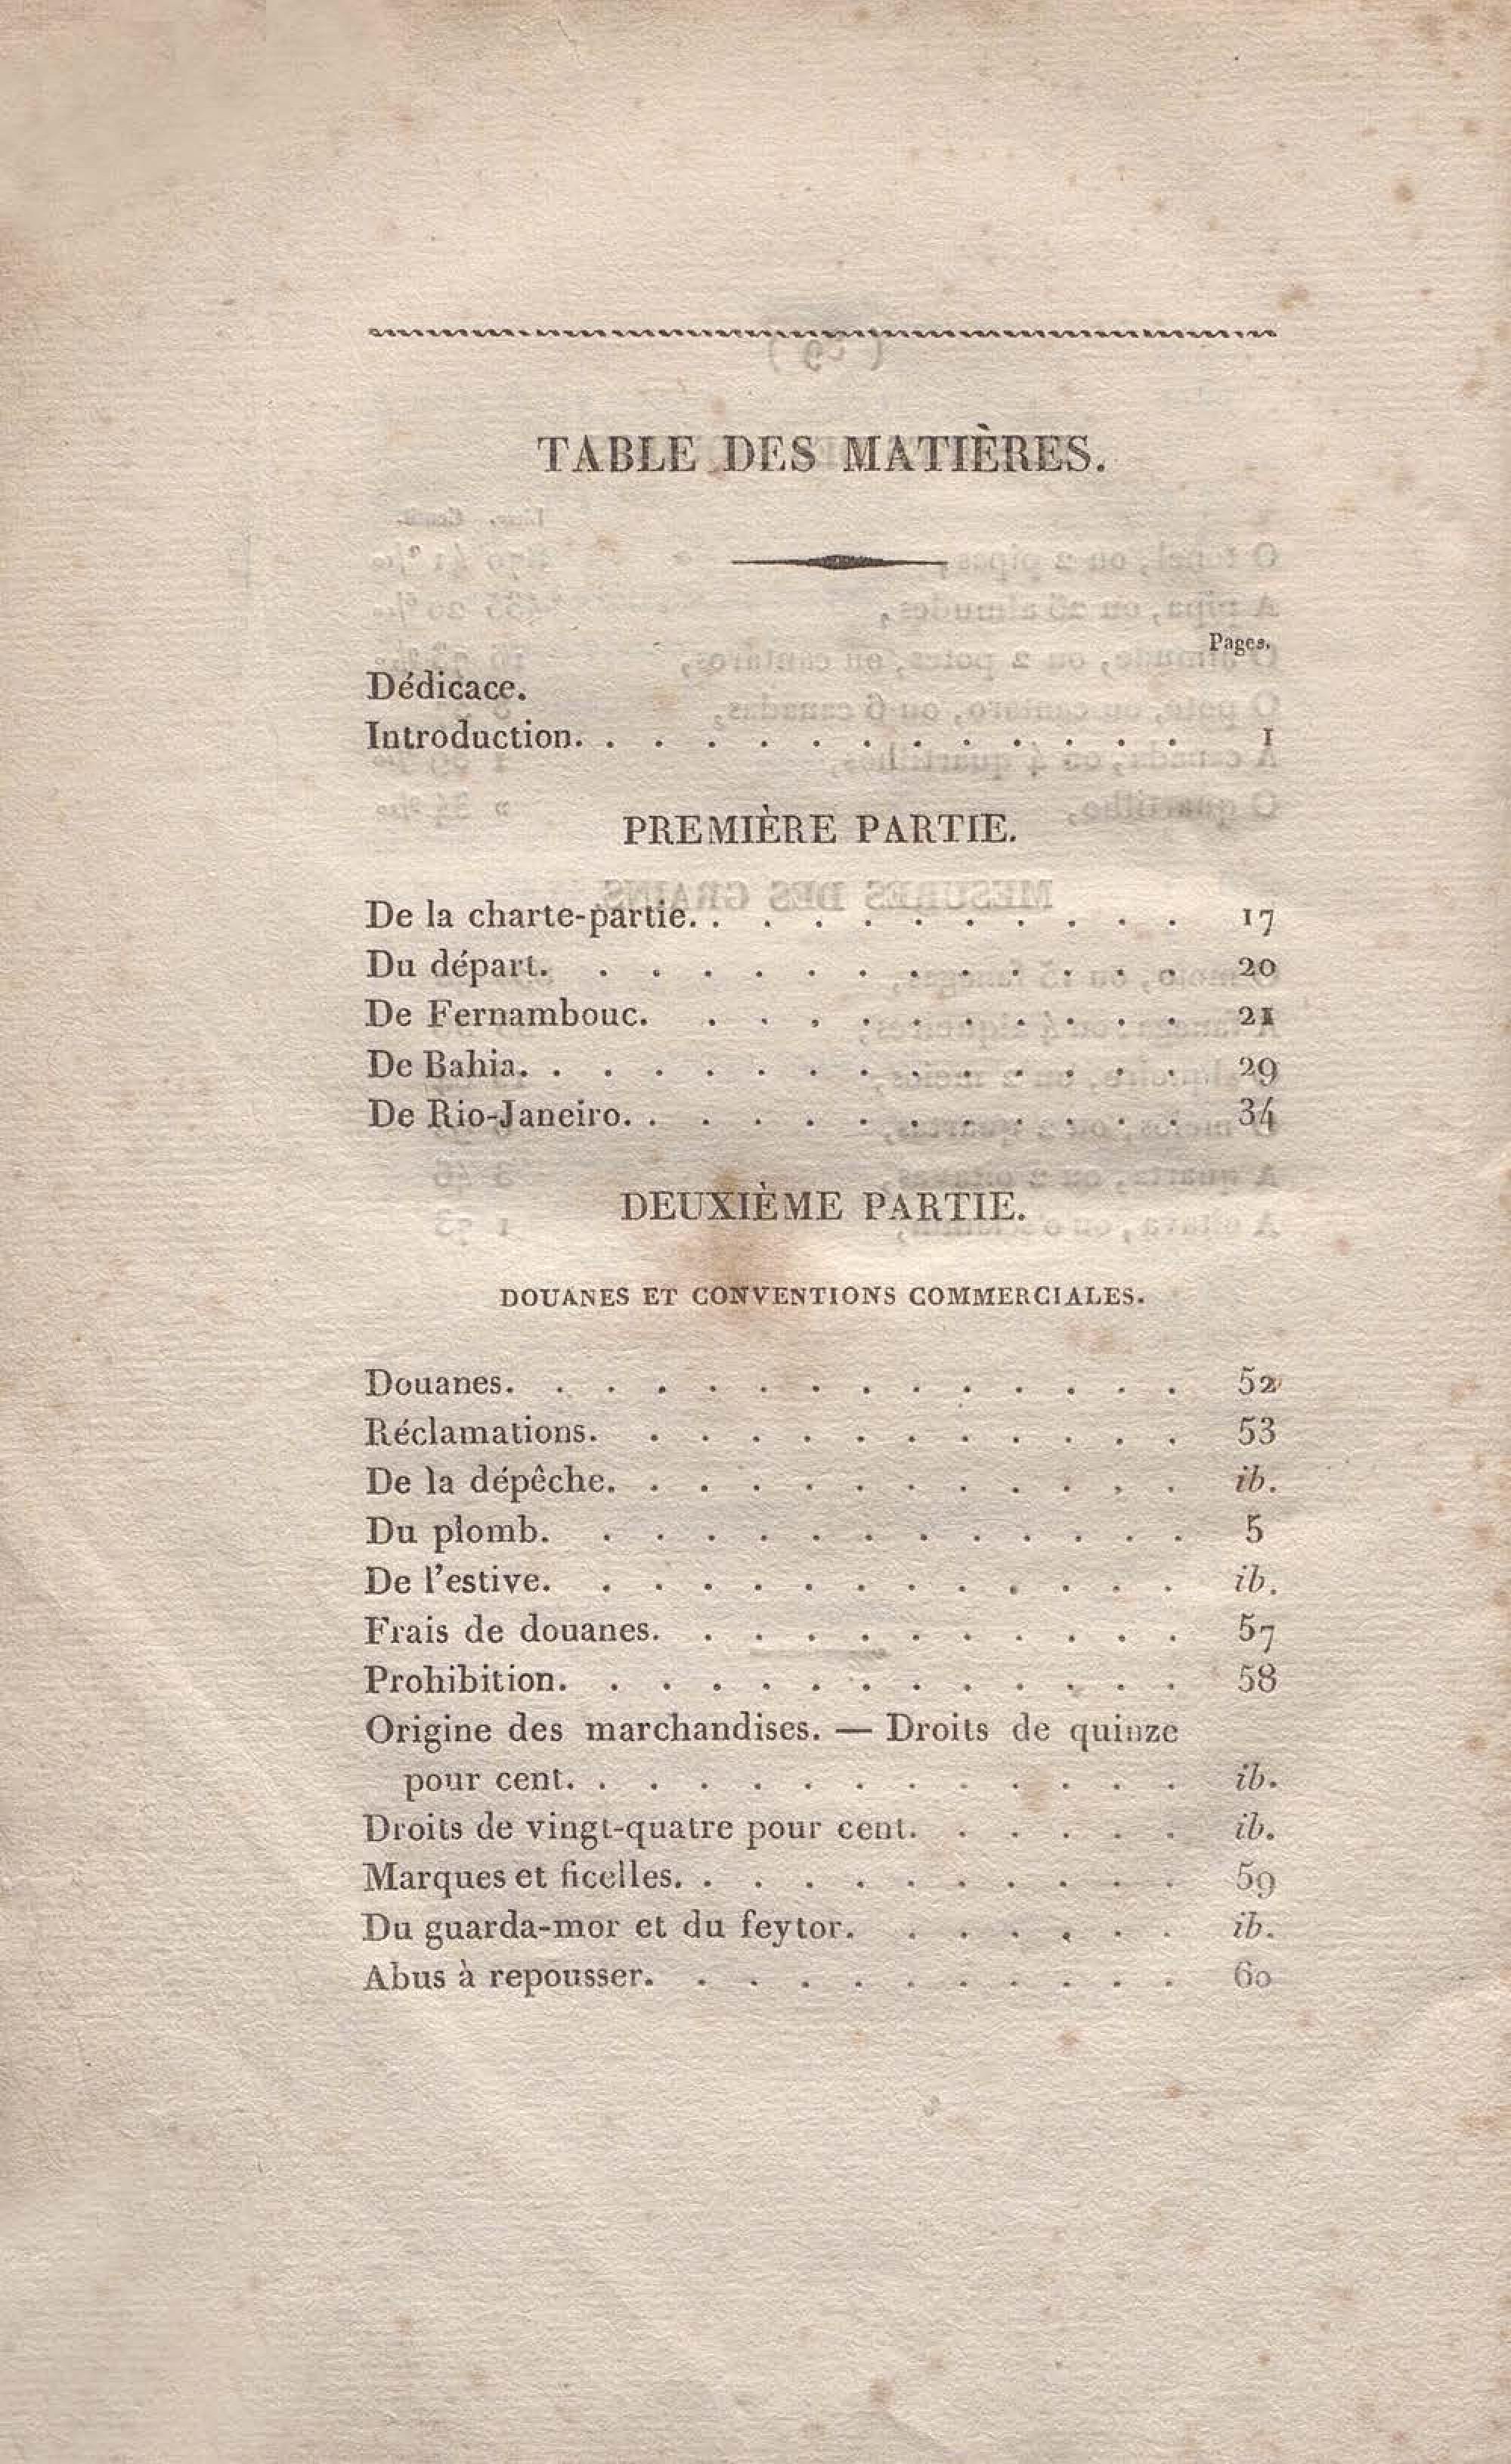 TABLE DES MATIÈRES.
Pages.
Dédicace.
Introduction. . . . . . . . . . . . . 1
PREMIÈRE PARTIE.
De la charte-partie. . . . . . . . . . . 17
Du départ. . . . . . . . . . . . . 20
De Fernambouc. . . . . . . . . . . 21
De Bahia. . . . . . . . . . . . . . 29
De Rio-Janeiro. . . . . . . . . . . . 34
DEUXIÈME PARTIE.
DOUANES ET CONVENTIONS COMMERCIALES.
Douanes. . . . . . . . . . . . . . 52
Réclamations. . . . . . . . . . . . 53
De la dépêche. . . . . . . . . . . . ib.
Du plomb. . . . . . . . . . . . . 5
De l'estive. . . . . . . . . . . . . ib.
Frais de douanes. . . . . . . . . . . 57
Prohibition. . . . . . . . . . . . . 58
Origine des marchandises. — Droits de quinze
pour cent. . . . . . . . . . . . . ib.
Droits de vingt-quatre pour cent. . . . . . ib.
Marques et ficelles. . . . . . . . . . . 59
Du guarda-mor et du feytor. . . . . . . ib.
Abus à repousser. . . . . . . . . . . 60